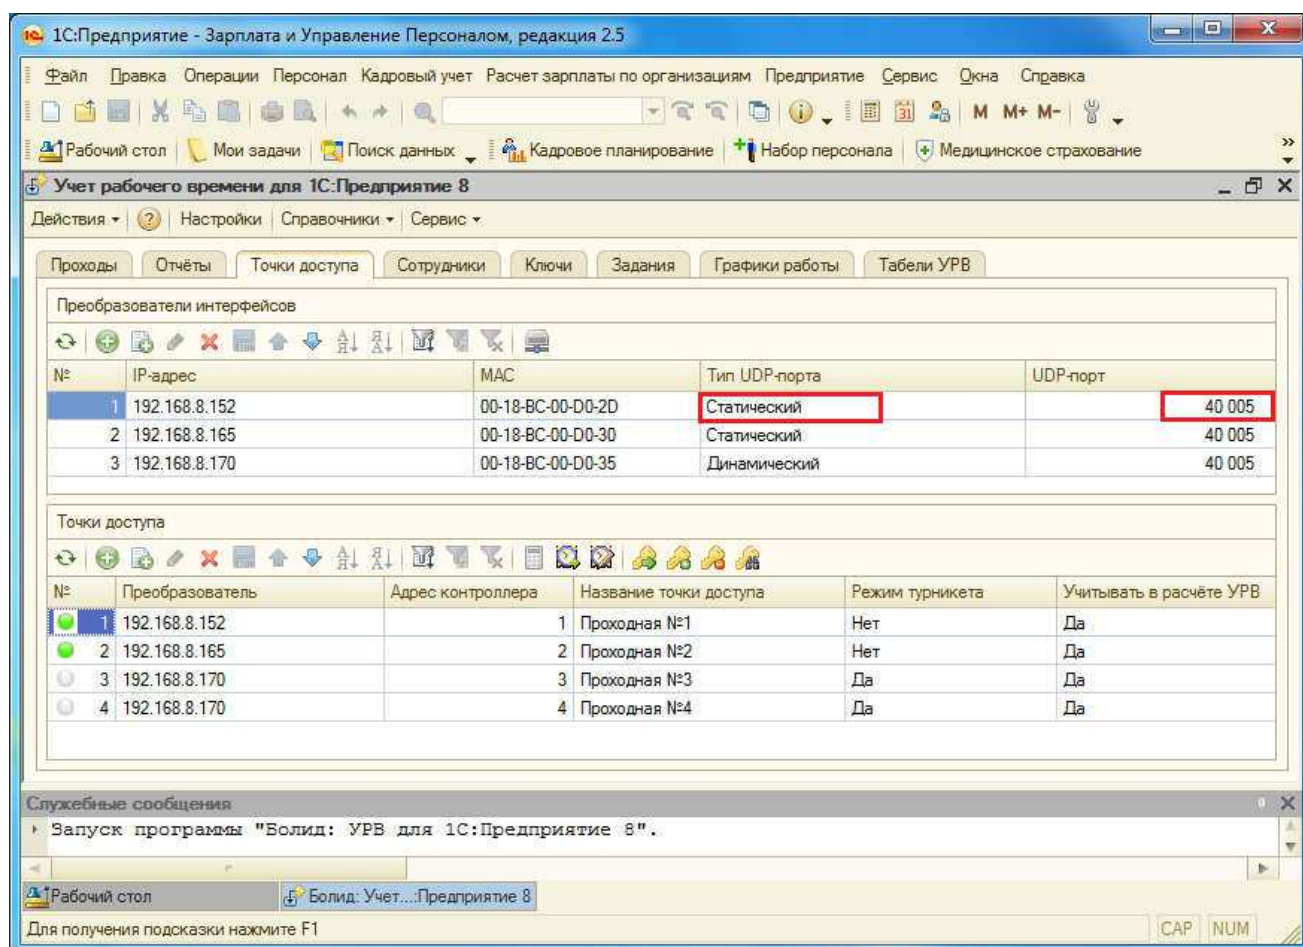 1С:Предприятие - Зарплата и Управление Персоналом, редакция 2.5
Файл Правка Операции Персонал Кадровый учет Расчет зарплаты по организациям Предприятие Сервис Окна Справка
31 M M+ M-
Рабочий стол Мои задачи Поиск данных Кадровое планирование Набор персонала Медицинское страхование
Учет рабочего времени для 1С:Предприятие 8
Действия Настройки Справочники Сервис
Проходы Отчёты Точки доступа Сотрудники Ключи Задания Графики работы Табели УРВ
Преобразователи интерфейсов
№ IP-адрес MAC Тип UDP-порта UDP-порт
1 192.168.8.152 00-18-BC-00-D0-2D Статический 40 005
2 192.168.8.165 00-18-BC-00-D0-30 Статический 40 005
3 192.168.8.170 00-18-BC-00-D0-35 Динамический 40 005
Точки доступа
№ Преобразователь Адрес контроллера Название точки доступа Режим турникета Учитывать в расчёте УРВ
1 192.168.8.152 1 Проходная №1 Нет Да
2 192.168.8.165 2 Проходная №2 Нет Да
3 192.168.8.170 3 Проходная №3 Да Да
4 192.168.8.170 4 Проходная №4 Да Да
Служебные сообщения
Запуск программы "Болид: УРВ для 1С:Предприятие 8".
Рабочий стол Болид: Учет...:Предприятие 8
Для получения подсказки нажмите F1 CAP NUM